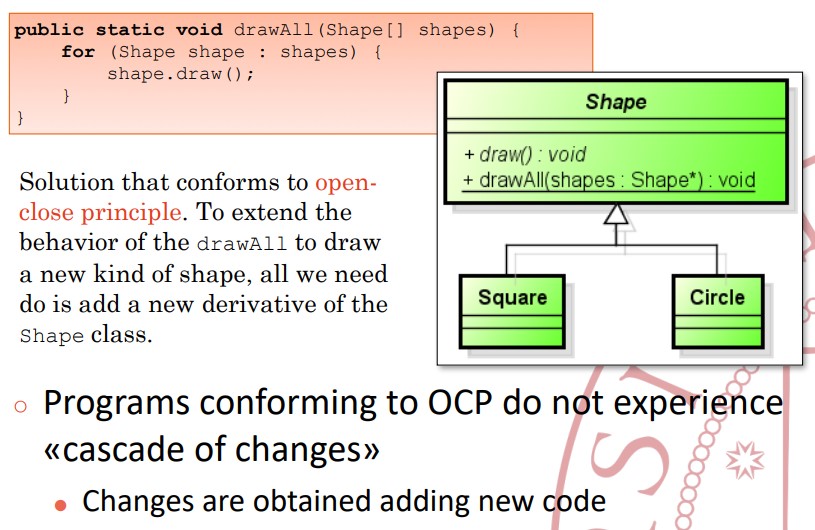 public static void drawAll(Shape[] shapes) {
for (Shape shape : shapes) {
shape.draw();
}
}
Shape
+ draw() : void
+ drawAll(shapes : Shape*) : void
Square
Circle
Solution that conforms to open-
close principle. To extend the
behavior of the drawAll to draw
a new kind of shape, all we need
do is add a new derivative of the
Shape class.
Programs conforming to OCP do not experience
«cascade of changes»
Changes are obtained adding new code